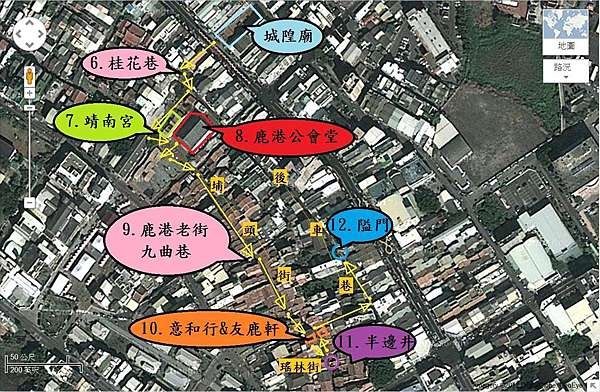 城隍廟
地圖
路況
6.桂花巷
7.靖南宮
8.鹿港公會堂
埔
頭
街
後
車
巷
9.鹿港老街
九曲巷
12.隘門
10.意和行&友鹿軒
11.半邊井
瑤林街
50 公尺
200 英呎